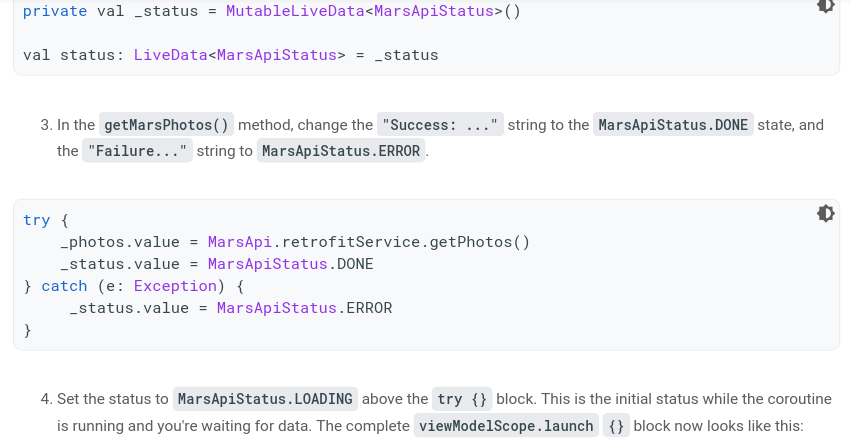 private val _status = MutableLiveData<MarsApiStatus>()
val status: LiveData<MarsApiStatus> = _status
3. In the getMarsPhotos() method, change the "Success: ..." string to the MarsApiStatus.DONE state, and
the "Failure..." string to MarsApiStatus.ERROR.
try {
    _photos.value = MarsApi.retrofitService.getPhotos()
    _status.value = MarsApiStatus.DONE
} catch (e: Exception) {
     _status.value = MarsApiStatus.ERROR
}
4. Set the status to MarsApiStatus.LOADING above the try {} block. This is the initial status while the coroutine
is running and you're waiting for data. The complete viewModelScope.launch {} block now looks like this: